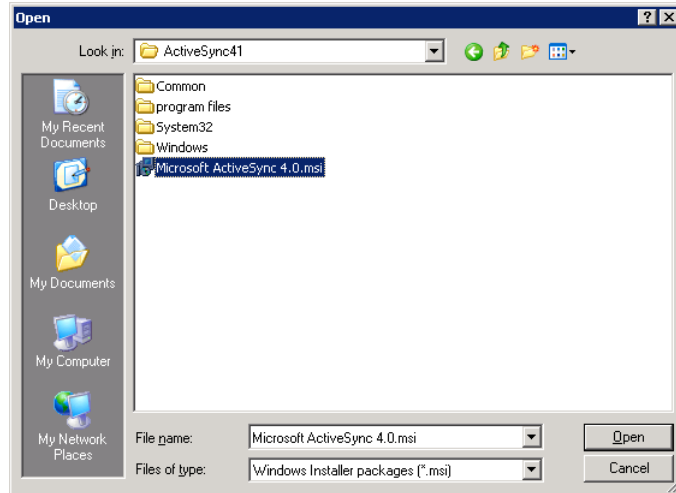 Open
Look in: ActiveSync41
Common
program files
System32
Windows
Microsoft ActiveSync 4.0.msi
My Recent
Documents
Desktop
My Documents
My Computer
My Network
Places
File name: Microsoft ActiveSync 4.0.msi Open
Files of type: Windows Installer packages (*.msi) Cancel